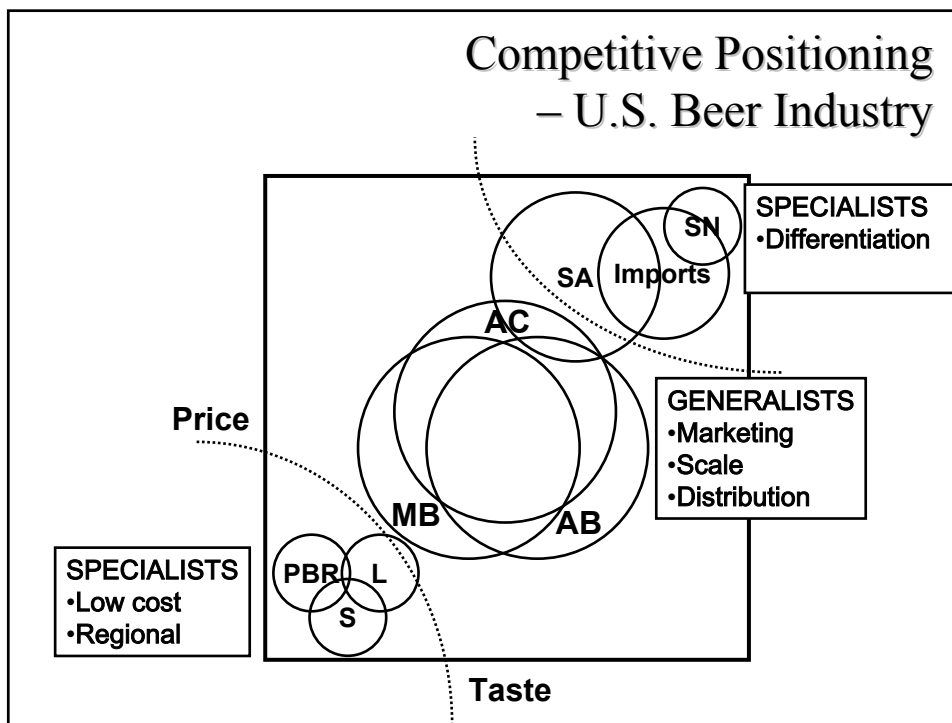 Competitive Positioning
– U.S. Beer Industry
SPECIALISTS
•Differentiation
SN
SA
Imports
AC
GENERALISTS
•Marketing
•Scale
•Distribution
Price
MB
AB
SPECIALISTS
•Low cost
•Regional
PBR
L
S
Taste